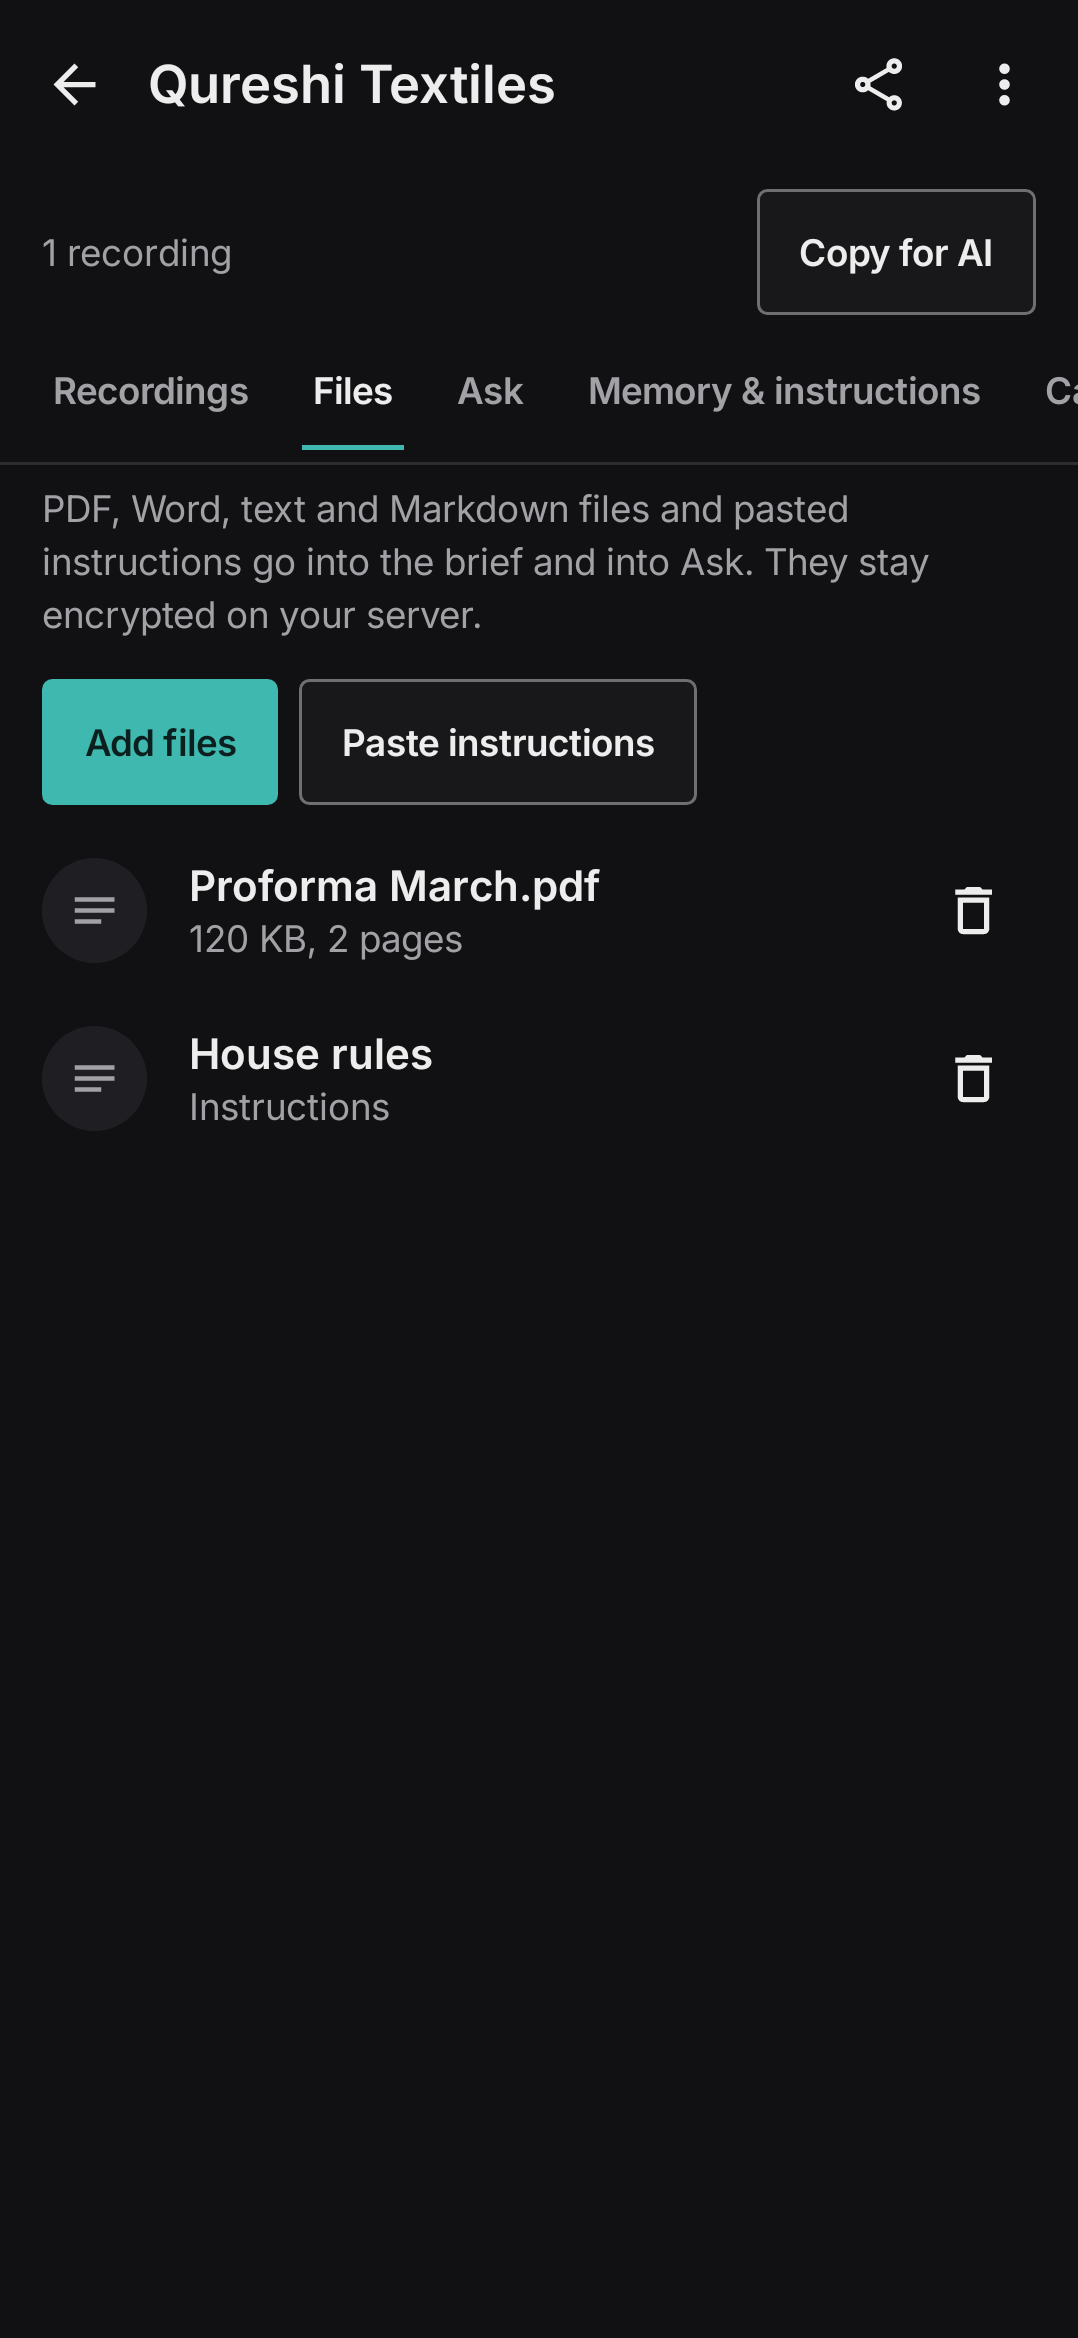 Qureshi Textiles
1 recording
Copy for AI
Recordings Files Ask Memory & instructions Ca
PDF, Word, text and Markdown files and pasted
instructions go into the brief and into Ask. They stay
encrypted on your server.
Add files
Paste instructions
Proforma March.pdf
120 KB, 2 pages
House rules
Instructions